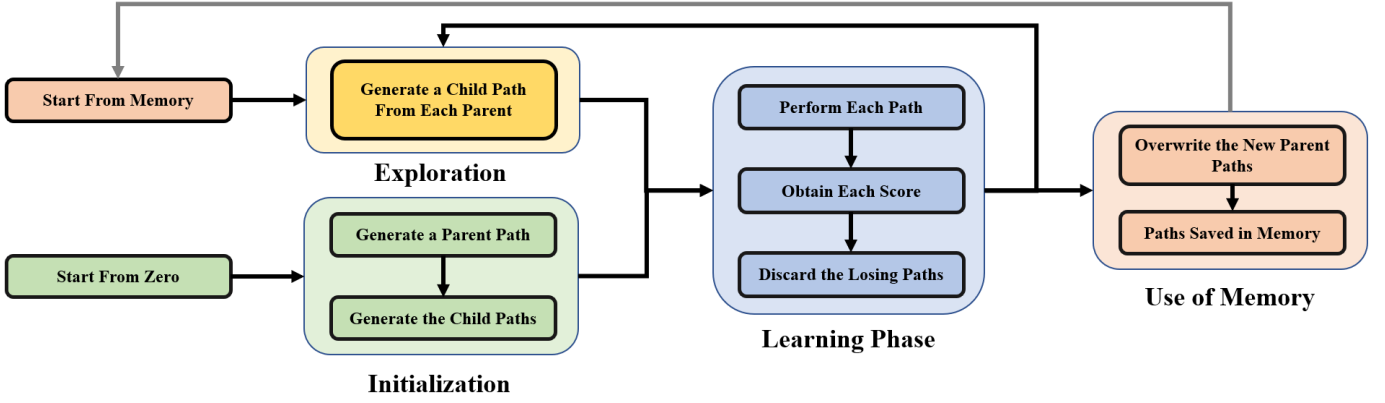 Start From Memory
Generate a Child Path
From Each Parent
Exploration
Start From Zero
Generate a Parent Path
Generate the Child Paths
Initialization
Perform Each Path
Obtain Each Score
Discard the Losing Paths
Learning Phase
Overwrite the New Parent
Paths
Paths Saved in Memory
Use of Memory